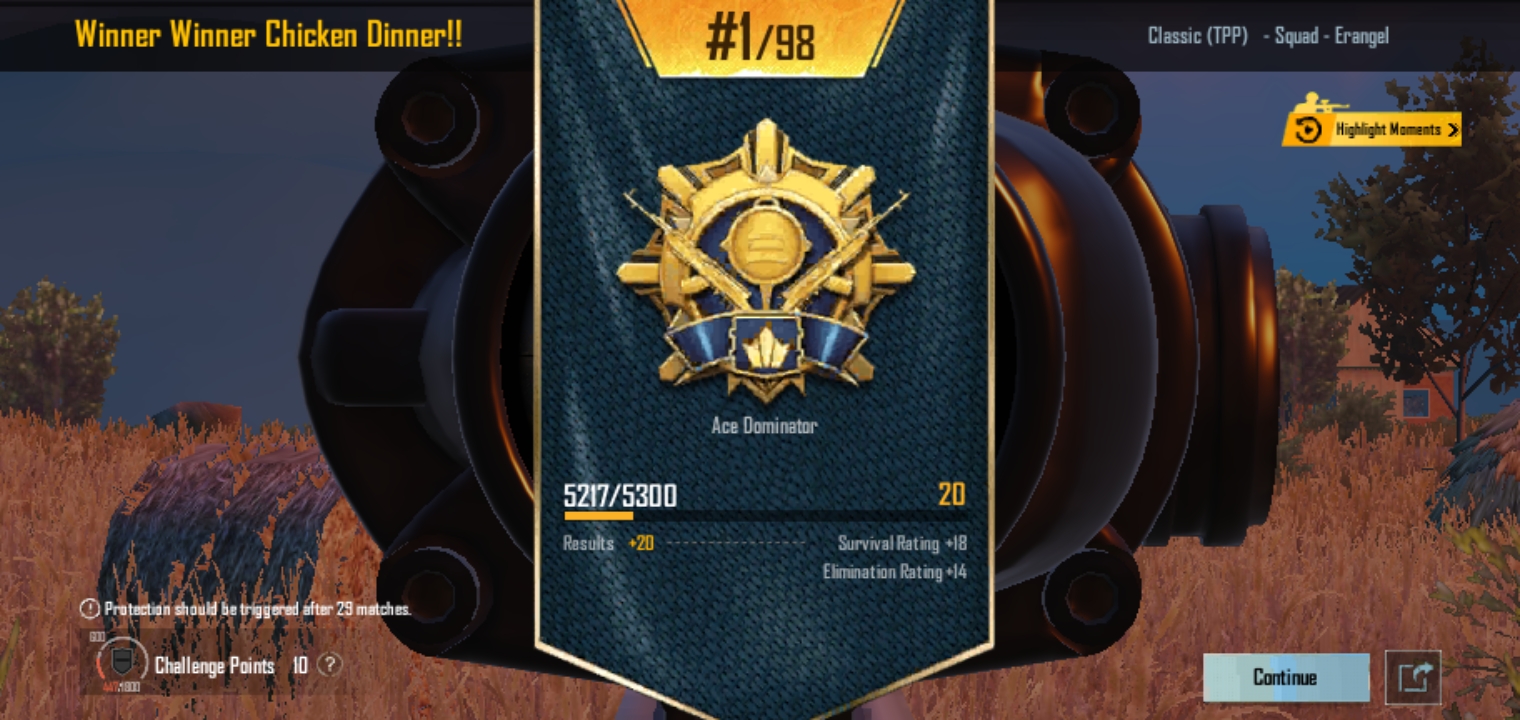 Winner Winner Chicken Dinner!!
#1/98
Classic (TPP) - Squad - Erangel
Highlight Moments
Ace Dominator
5217/5300
20
Results +20
Survival Rating +18
Elimination Rating +14
Protection should be triggered after 29 matches.
600
Challenge Points 10 ?
Continue